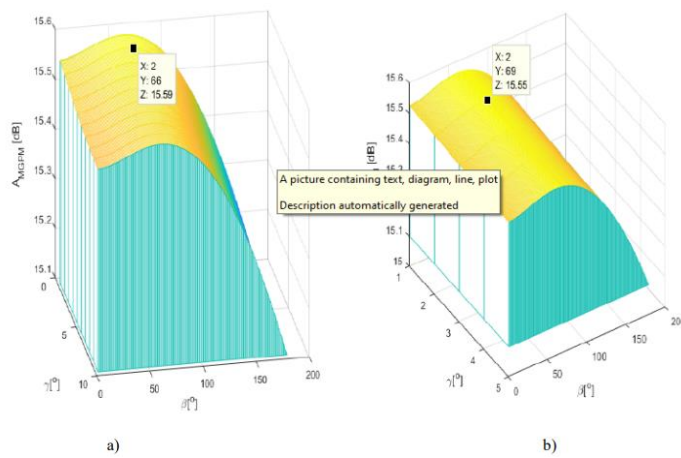 15.6
15.5
15.4
15.3
15.2
15.1
A_MGPM [dB]
0
5
10
γ[°]
0
50
100
150
200
β[°]
X: 2
Y: 66
Z: 15.59
a)
A picture containing text, diagram, line, plot
Description automatically generated
15.6
15.5
15.4
15.3
15.1
15
[dB]
1
2
3
4
5
γ[°]
0
50
100
150
20
β[°]
X: 2
Y: 69
Z: 15.55
b)